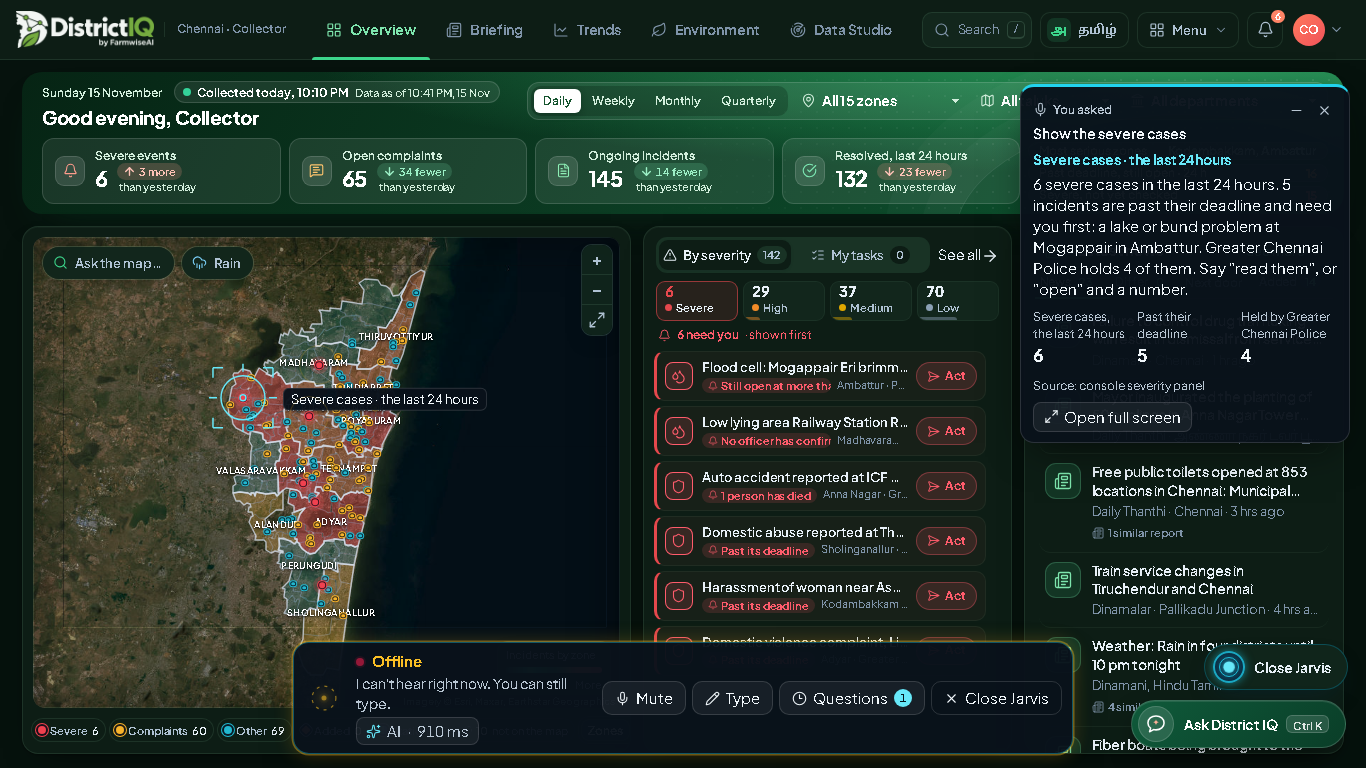 DistrictIQ
by FarmwiseAI
Chennai · Collector
Overview
Briefing
Trends
Environment
Data Studio
Search /
அ தமிழ்
Menu
6
CO
Sunday 15 November
Collected today, 10:10 PM Data as of 10:41 PM, 15 Nov
Good evening, Collector
Daily Weekly Monthly Quarterly
All 15 zones
Severe events
6 ↑ 3 more
than yesterday
Open complaints
65 ↓ 34 fewer
than yesterday
Ongoing incidents
145 ↓ 14 fewer
than yesterday
Resolved, last 24 hours
132 ↓ 23 fewer
than yesterday
You asked
Show the severe cases
Severe cases · the last 24 hours
6 severe cases in the last 24 hours. 5
incidents are past their deadline and need
you first: a lake or bund problem at
Mogappair in Ambattur. Greater Chennai
Police holds 4 of them. Say "read them", or
"open" and a number.
Severe cases,
the last 24 hours
6
Past their
deadline
5
Held by Greater
Chennai Police
4
Source: console severity panel
Open full screen
Ask the map...
Rain
+
−
THIRUVOTTIYUR
MADHAVARAM
Severe cases · the last 24 hours
ROYAPURAM
VALASARAVAKKAM
TEYNAMPET
ALANDUR
ADYAR
PERUNGUDI
SHOLINGANALLUR
Severe 6
Complaints 60
Other 69
By severity 142
My tasks 0
See all →
6
Severe
29
High
37
Medium
70
Low
6 need you · shown first
Flood cell: Mogappair Eri brimm...
Still open at more tha Ambattur · P...
Act
Low lying area Railway Station R...
No officer has confir Madhavara...
Act
Auto accident reported at ICF ...
1 person has died Anna Nagar · Gr...
Act
Domestic abuse reported at Th...
Past its deadline Sholinganallur · ...
Act
Harassment of woman near As...
Past its deadline Kodambakkam ...
Act
Free public toilets opened at 853
locations in Chennai: Municipal...
Daily Thanthi · Chennai · 3 hrs ago
1 similar report
Train service changes in
Tiruchendur and Chennai
Dinamalar · Pallikadu Junction · 4 hrs a...
Weather: Rain in four districts until
10 pm tonight
Dinamani, Hindu Tam
Offline
I can't hear right now. You can still
type.
AI · 910 ms
Mute
Type
Questions 1
Close Jarvis
Close Jarvis
Ask District IQ Ctrl K